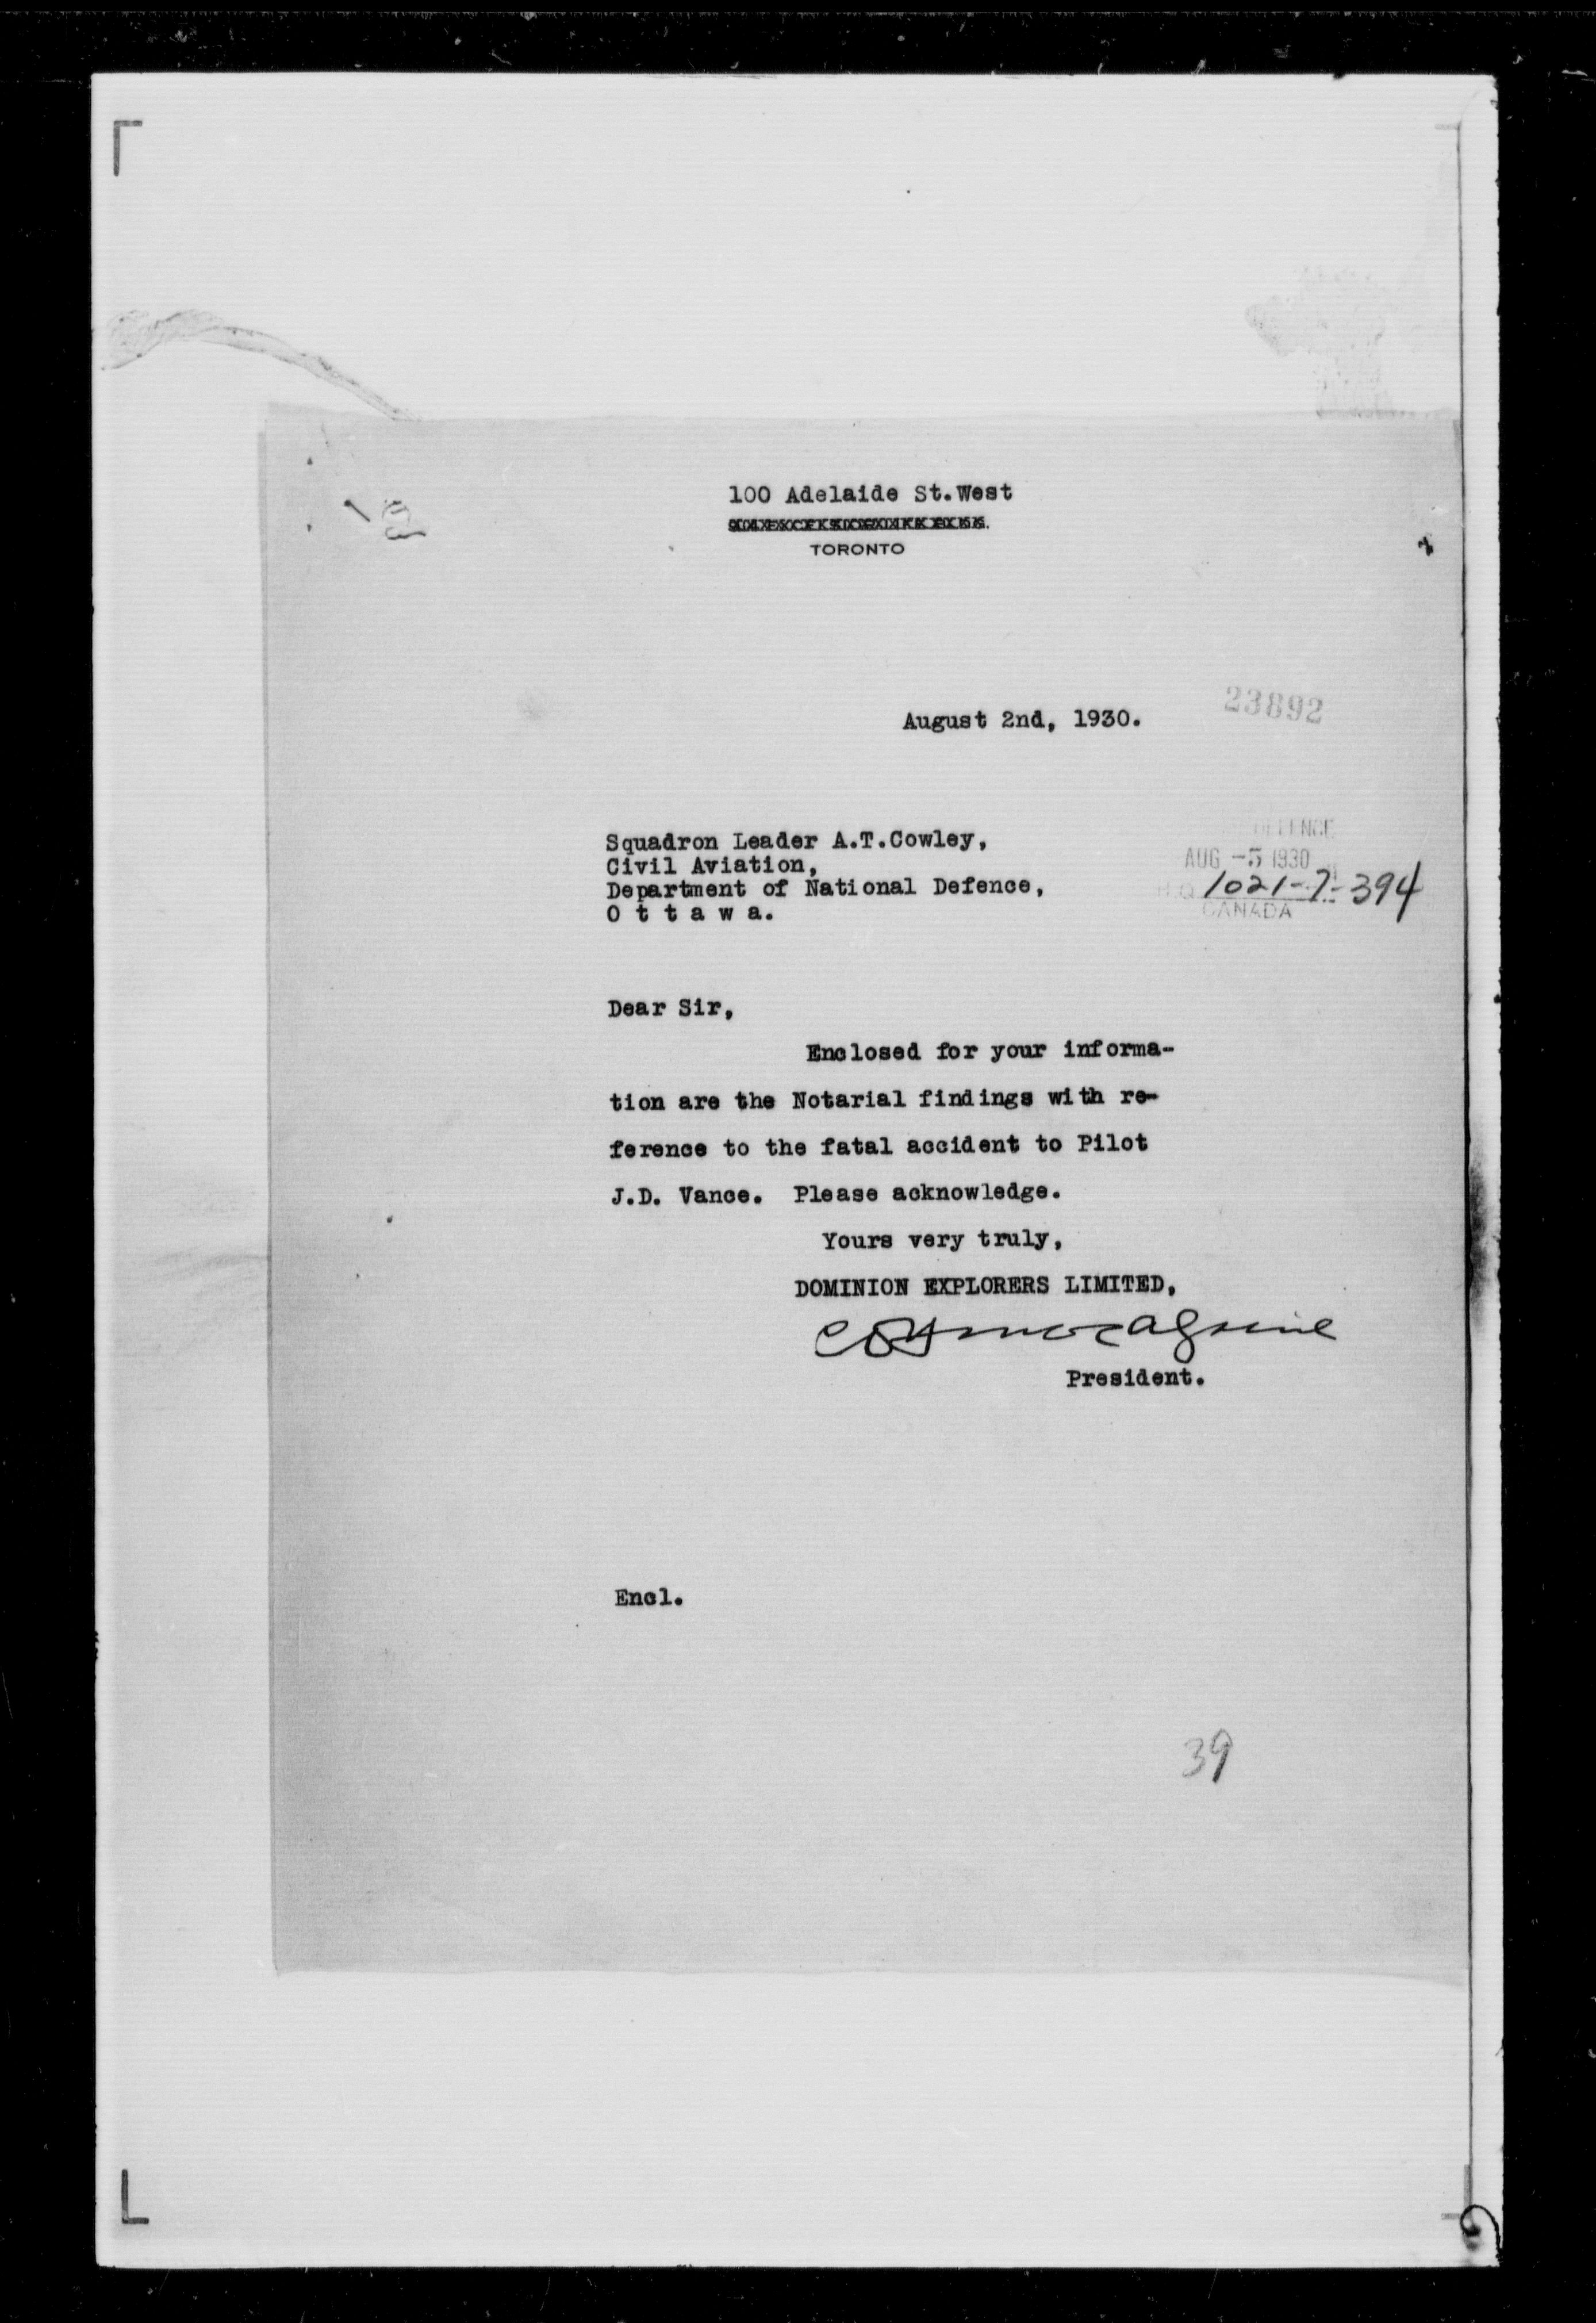 100 Adelaide St.West
TORONTO
23892
August 2nd, 1930.
Squadron Leader A.T.Cowley,
Civil Aviation,
Department of National Defence,
O t t a w a.
DEFENCE
AUG -5 1930
H.Q. 1021-7-394
CANADA
Dear Sir,
Enclosed for your informa-
tion are the Notarial findings with re-
ference to the fatal accident to Pilot
J.D. Vance. Please acknowledge.
Yours very truly,
DOMINION EXPLORERS LIMITED,
President.
Encl.
39